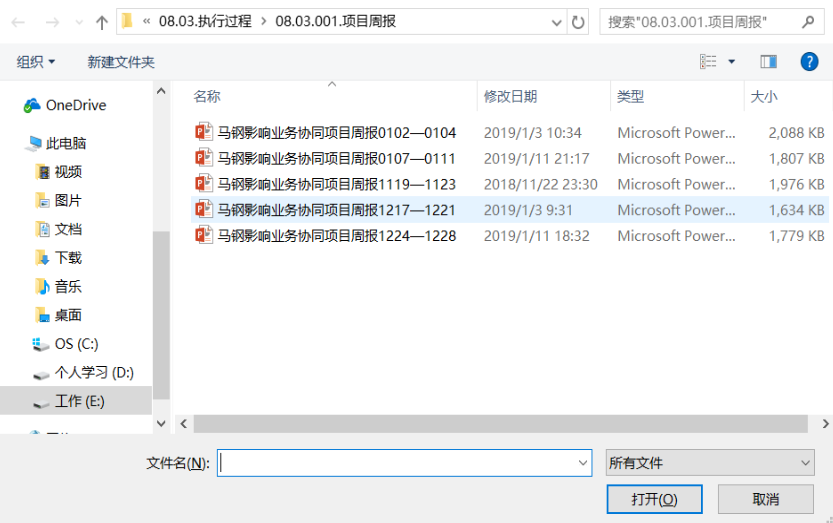 « 08.03.执行过程 > 08.03.001.项目周报 搜索"08.03.001.项目周报"
组织 新建文件夹 ?
OneDrive
此电脑
视频
图片
文档
下载
音乐
桌面
OS (C:)
个人学习 (D:)
工作 (E:)
名称 修改日期 类型 大小
马钢影响业务协同项目周报0102—0104 2019/1/3 10:34 Microsoft Power... 2,088 KB
马钢影响业务协同项目周报0107—0111 2019/1/11 21:17 Microsoft Power... 1,807 KB
马钢影响业务协同项目周报1119—1123 2018/11/22 23:30 Microsoft Power... 1,976 KB
马钢影响业务协同项目周报1217—1221 2019/1/3 9:31 Microsoft Power... 1,634 KB
马钢影响业务协同项目周报1224—1228 2019/1/11 18:32 Microsoft Power... 1,779 KB
文件名(N): 所有文件
打开(O) 取消